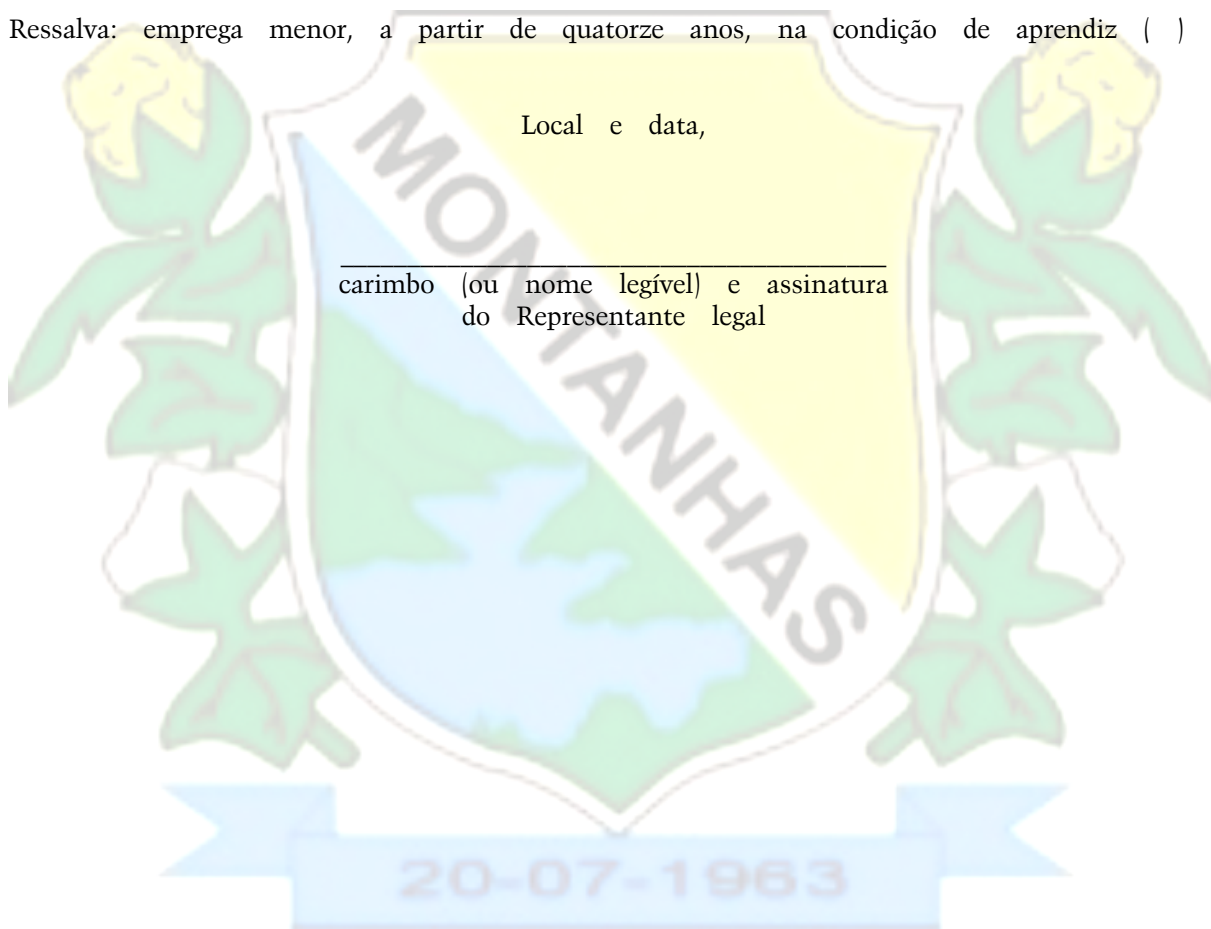 Ressalva: emprega menor, a partir de quatorze anos, na condição de aprendiz ( )
Local e data,
_________________________________________
carimbo (ou nome legível) e assinatura
do Representante legal
MONTANHAS
20-07-1963